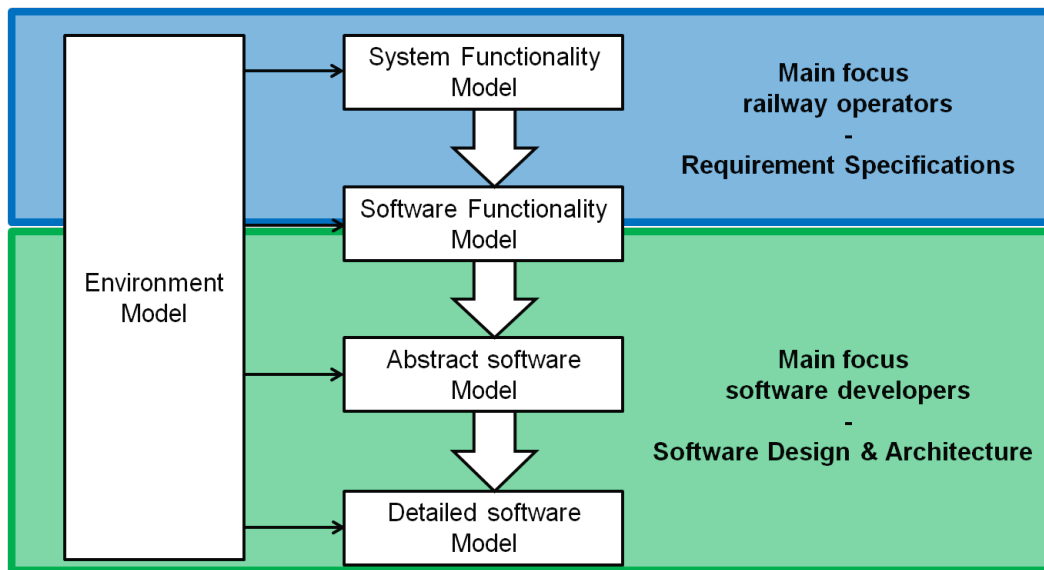 System Functionality
Model
Main focus
railway operators
-
Requirement Specifications
Software Functionality
Model
Environment
Model
Abstract software
Model
Main focus
software developers
-
Software Design & Architecture
Detailed software
Model